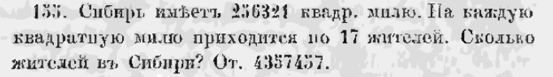 155. Сибирь имѣетъ 256321 квадр. милю. На каждую
квадратную милю приходится по 17 жителей. Сколько
жителей въ Сибири? От. 4357457.